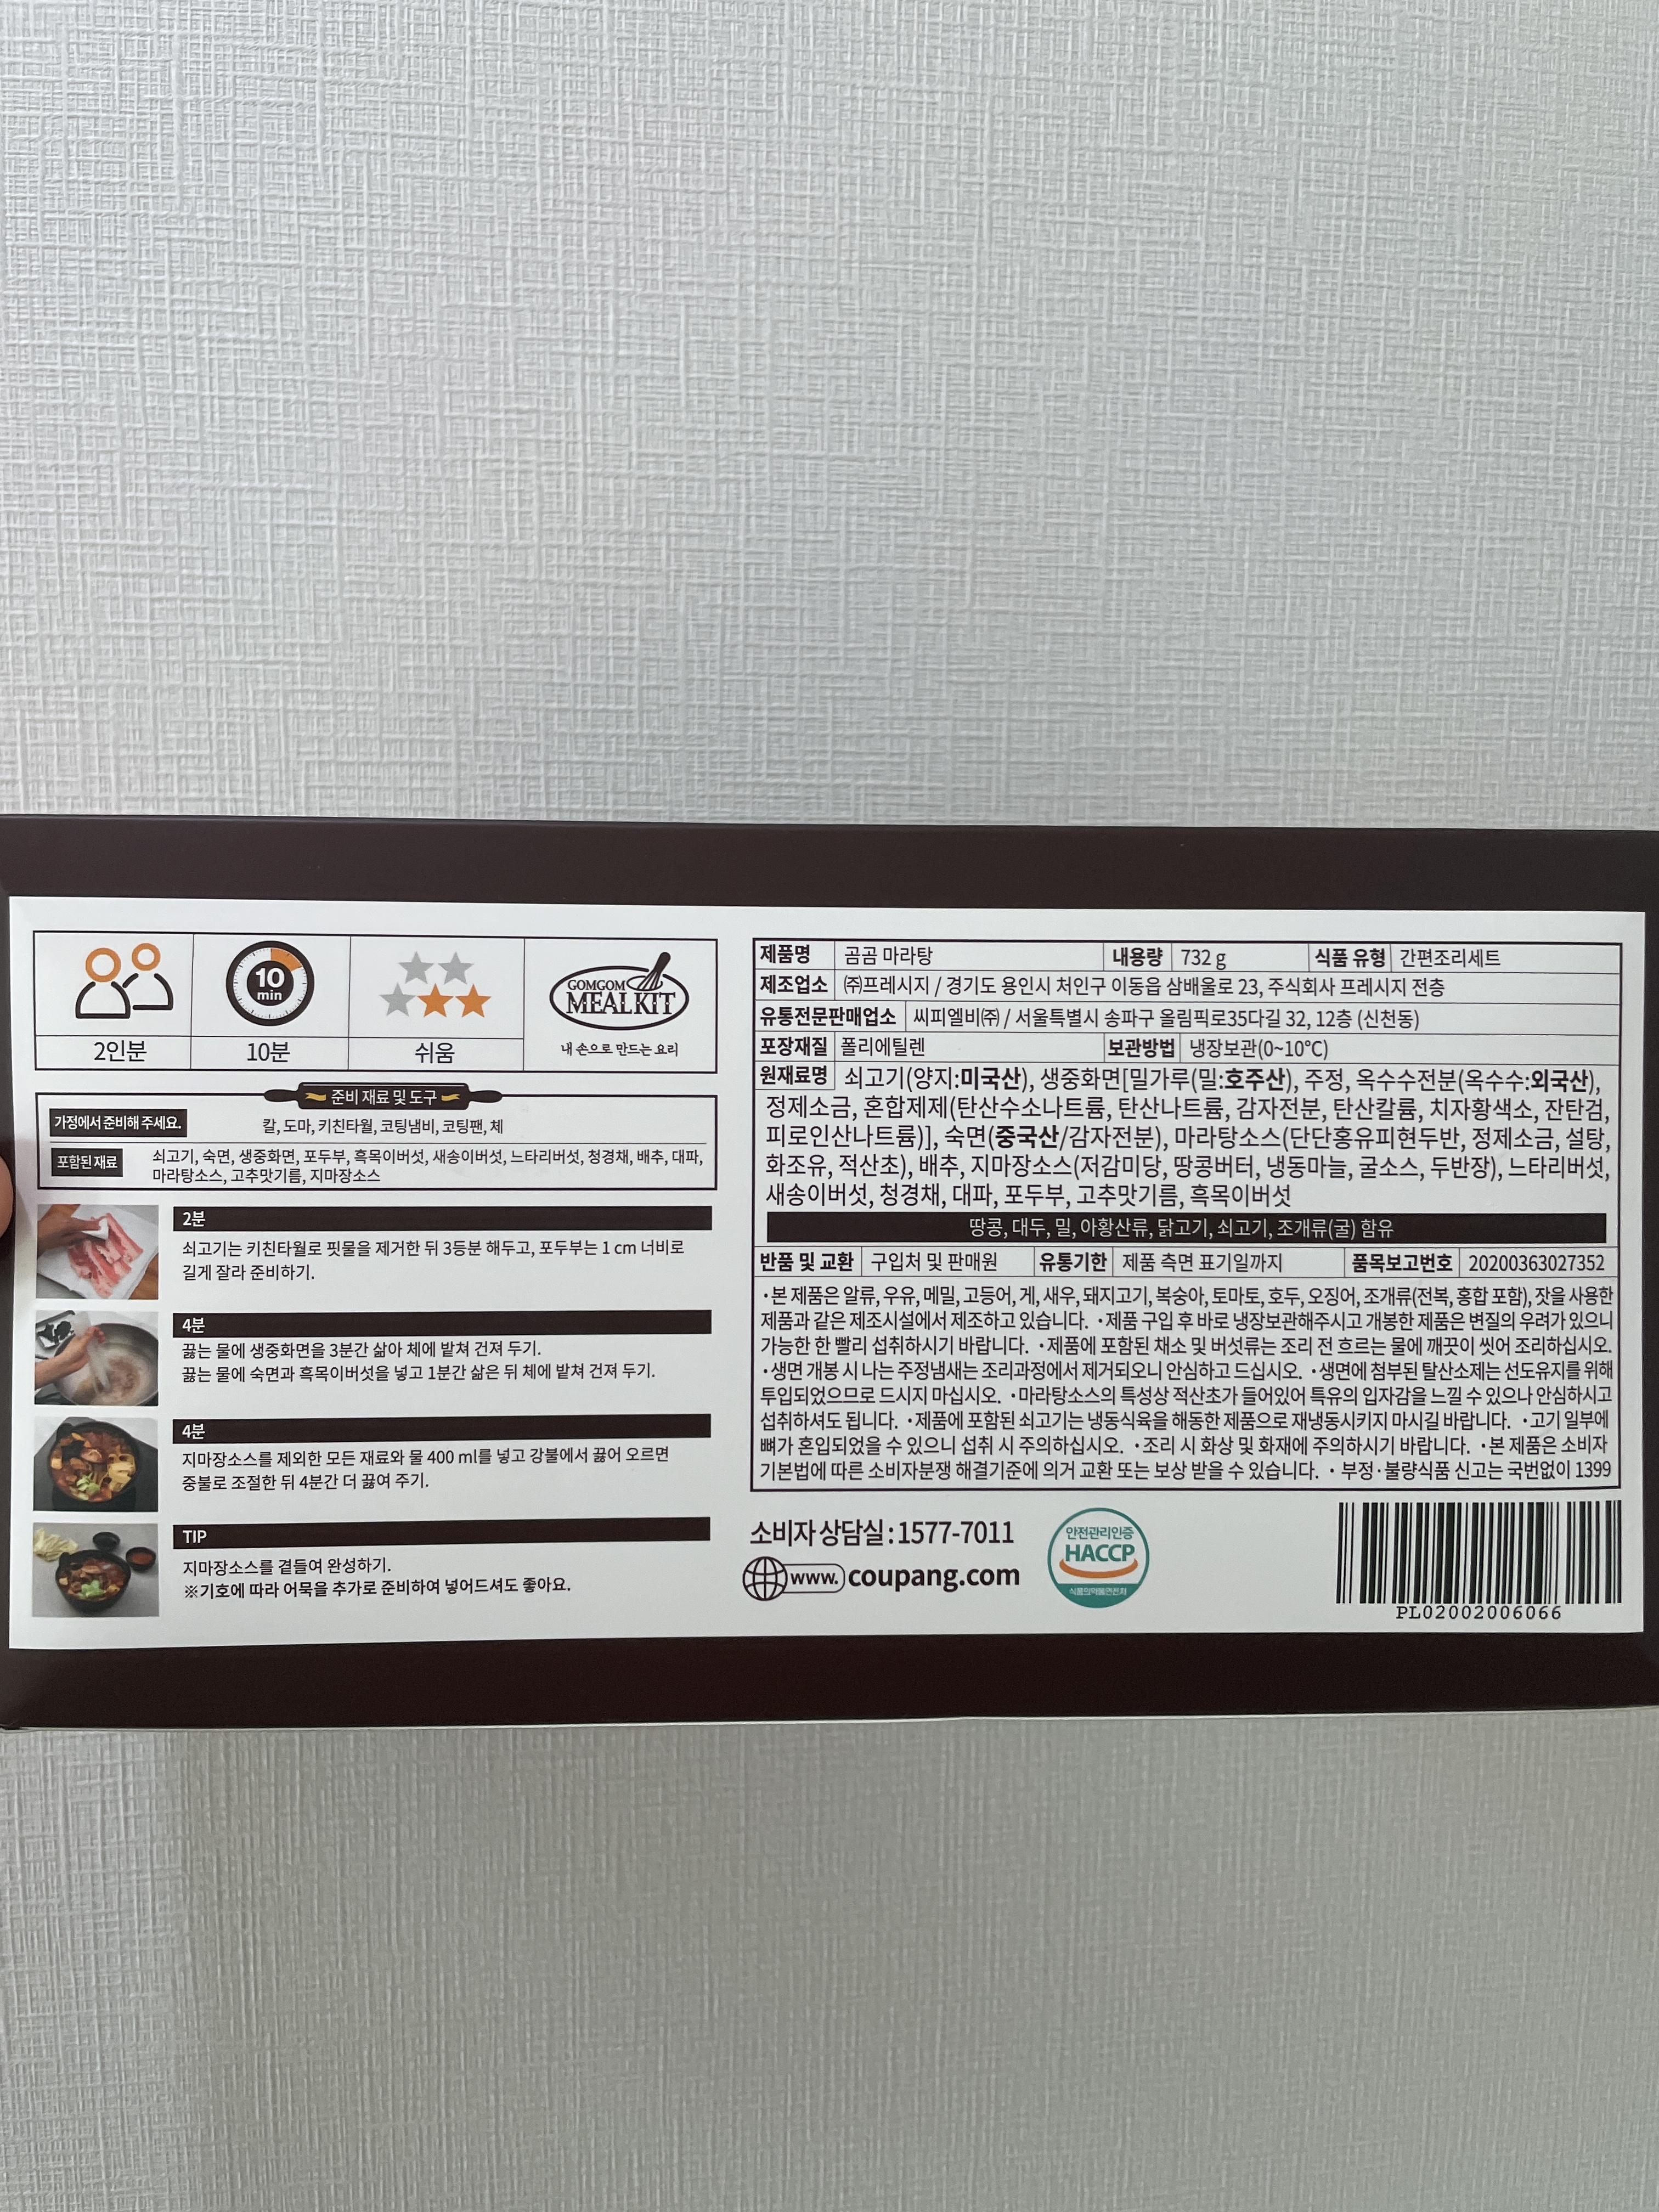 10
min
GOMGOM
MEALKIT
2인분
10분
쉬움
내 손으로 만드는 요리
준비 재료 및 도구
가정에서 준비해 주세요.
칼, 도마, 키친타월, 코팅냄비, 코팅팬, 체
포함된 재료
쇠고기, 숙면, 생중화면, 포두부, 흑목이버섯, 새송이버섯, 느타리버섯, 청경채, 배추, 대파,
마라탕소스, 고추맛기름, 지마장소스
2분
쇠고기는 키친타월로 핏물을 제거한 뒤 3등분 해두고, 포두부는 1 cm 너비로
길게 잘라 준비하기.
4분
끓는 물에 생중화면을 3분간 삶아 체에 밭쳐 건져 두기.
끓는 물에 숙면과 흑목이버섯을 넣고 1분간 삶은 뒤 체에 밭쳐 건져 두기.
4분
지마장소스를 제외한 모든 재료와 물 400 ml를 넣고 강불에서 끓어 오르면
중불로 조절한 뒤 4분간 더 끓여 주기.
TIP
지마장소스를 곁들여 완성하기.
※기호에 따라 어묵을 추가로 준비하여 넣어드셔도 좋아요.
제품명 곰곰 마라탕 내용량 732 g 식품 유형 간편조리세트
제조업소 ㈜프레시지 / 경기도 용인시 처인구 이동읍 삼배울로 23, 주식회사 프레시지 전층
유통전문판매업소 씨피엘비㈜ / 서울특별시 송파구 올림픽로35다길 32, 12층 (신천동)
포장재질 폴리에틸렌 보관방법 냉장보관(0~10℃)
원재료명 쇠고기(양지:미국산), 생중화면[밀가루(밀:호주산), 주정, 옥수수전분(옥수수:외국산),
정제소금, 혼합제제(탄산수소나트륨, 탄산나트륨, 감자전분, 탄산칼륨, 치자황색소, 잔탄검,
피로인산나트륨)], 숙면(중국산/감자전분), 마라탕소스(단단홍유피현두반, 정제소금, 설탕,
화조유, 적산초), 배추, 지마장소스(저감미당, 땅콩버터, 냉동마늘, 굴소스, 두반장), 느타리버섯,
새송이버섯, 청경채, 대파, 포두부, 고추맛기름, 흑목이버섯
땅콩, 대두, 밀, 아황산류, 닭고기, 쇠고기, 조개류(굴) 함유
반품 및 교환 구입처 및 판매원 유통기한 제품 측면 표기일까지 품목보고번호 20200363027352
·본 제품은 알류, 우유, 메밀, 고등어, 게, 새우, 돼지고기, 복숭아, 토마토, 호두, 오징어, 조개류(전복, 홍합 포함), 잣을 사용한
제품과 같은 제조시설에서 제조하고 있습니다. ·제품 구입 후 바로 냉장보관해주시고 개봉한 제품은 변질의 우려가 있으니
가능한 한 빨리 섭취하시기 바랍니다. ·제품에 포함된 채소 및 버섯류는 조리 전 흐르는 물에 깨끗이 씻어 조리하십시오.
·생면 개봉 시 나는 주정냄새는 조리과정에서 제거되오니 안심하고 드십시오. ·생면에 첨부된 탈산소제는 선도유지를 위해
투입되었으므로 드시지 마십시오. ·마라탕소스의 특성상 적산초가 들어있어 특유의 입자감을 느낄 수 있으나 안심하시고
섭취하셔도 됩니다. ·제품에 포함된 쇠고기는 냉동식육을 해동한 제품으로 재냉동시키지 마시길 바랍니다. ·고기 일부에
뼈가 혼입되었을 수 있으니 섭취 시 주의하십시오. ·조리 시 화상 및 화재에 주의하시기 바랍니다. ·본 제품은 소비자
기본법에 따른 소비자분쟁 해결기준에 의거 교환 또는 보상 받을 수 있습니다. · 부정·불량식품 신고는 국번없이 1399
소비자 상담실 : 1577-7011
www. coupang.com
안전관리인증
HACCP
식품의약품안전처
PL02002006066